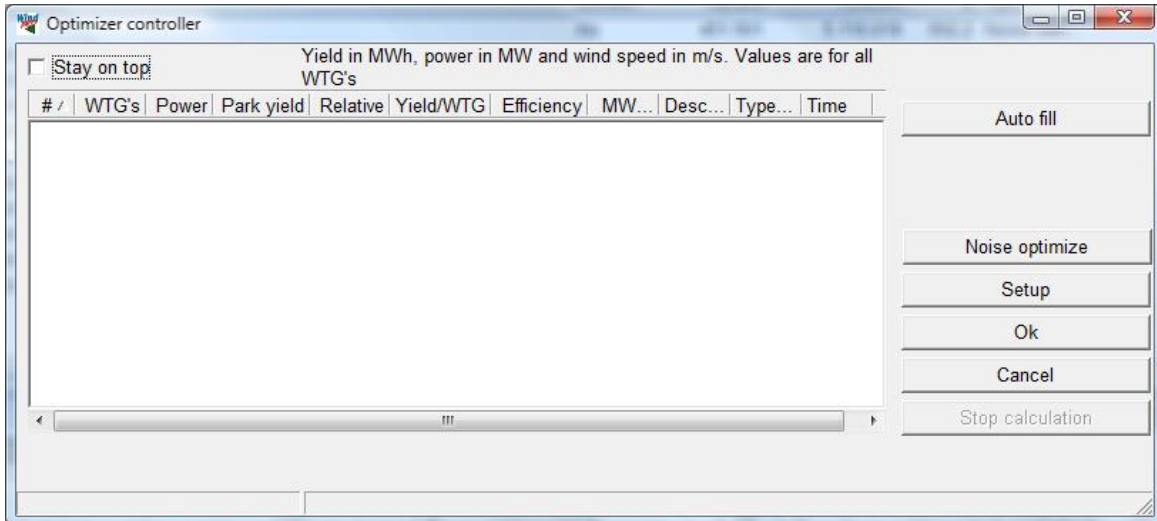 Optimizer controller
Stay on top
Yield in MWh, power in MW and wind speed in m/s. Values are for all
WTG's
# / WTG's Power Park yield Relative Yield/WTG Efficiency MW... Desc... Type... Time
Auto fill
Noise optimize
Setup
Ok
Cancel
Stop calculation